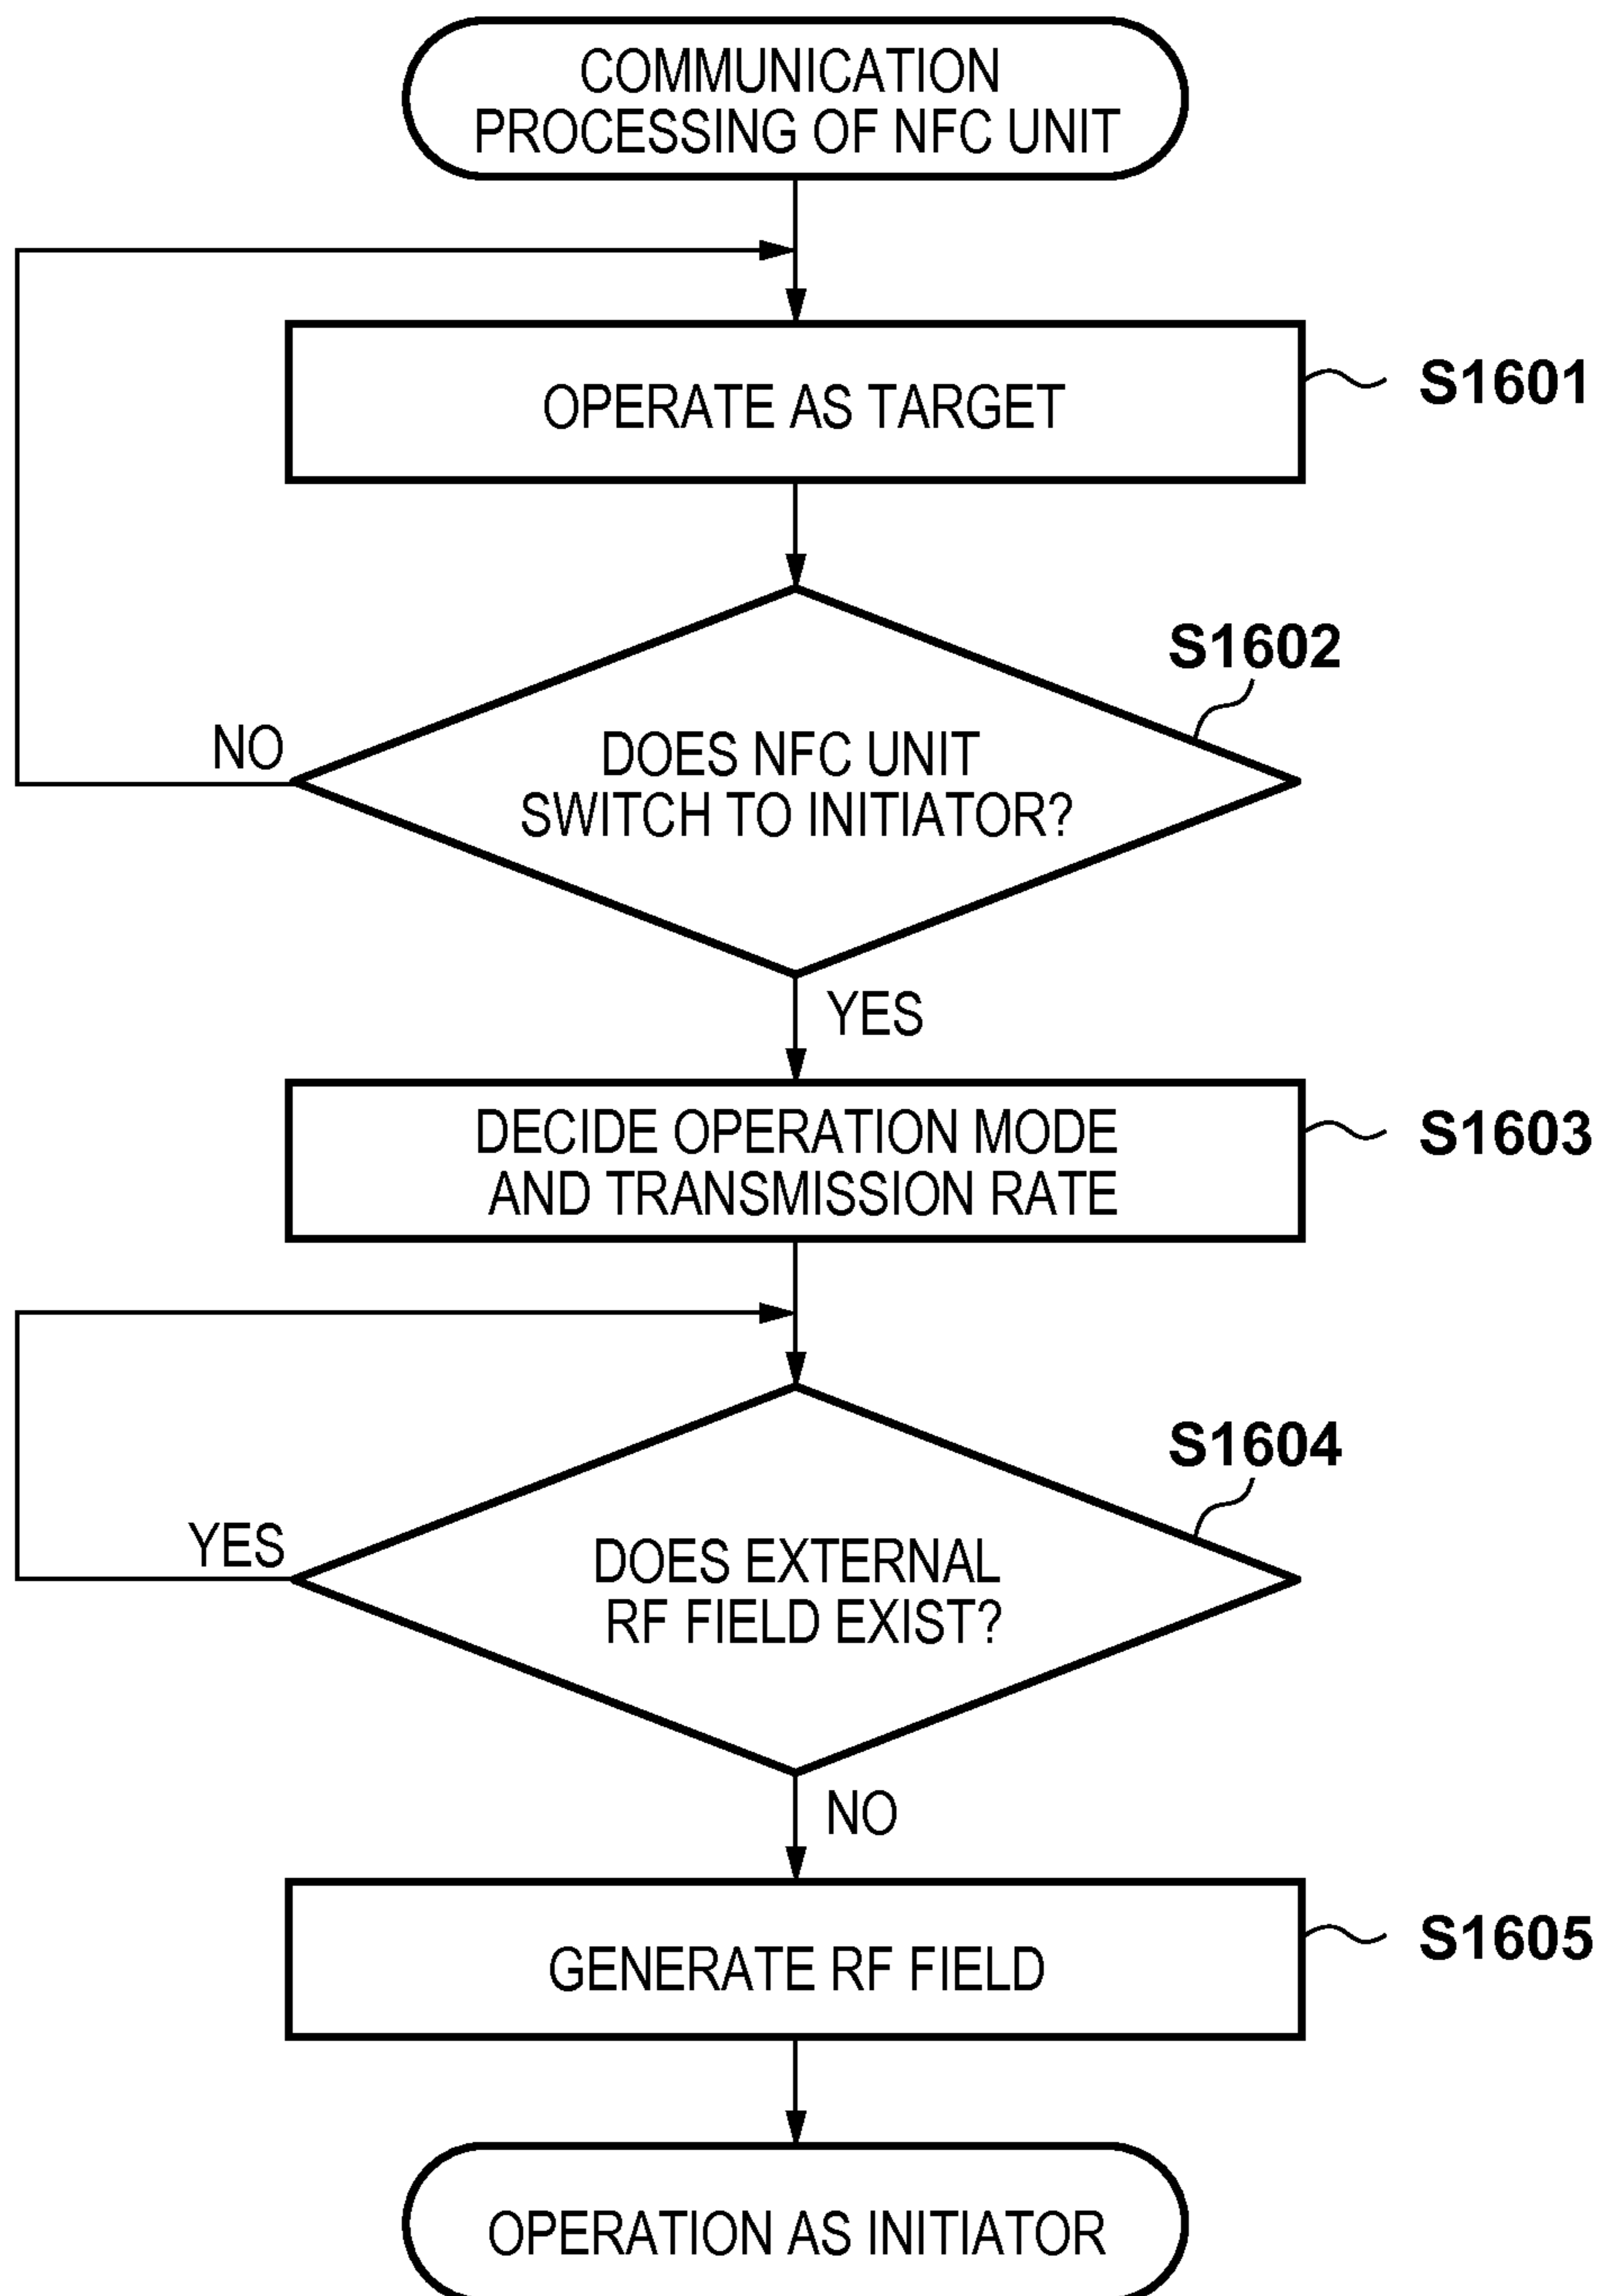 COMMUNICATION
PROCESSING OF NFC UNIT
OPERATE AS TARGET
S1601
S1602
DOES NFC UNIT
SWITCH TO INITIATOR?
NO
YES
DECIDE OPERATION MODE
AND TRANSMISSION RATE
S1603
S1604
DOES EXTERNAL
RF FIELD EXIST?
YES
NO
GENERATE RF FIELD
S1605
OPERATION AS INITIATOR